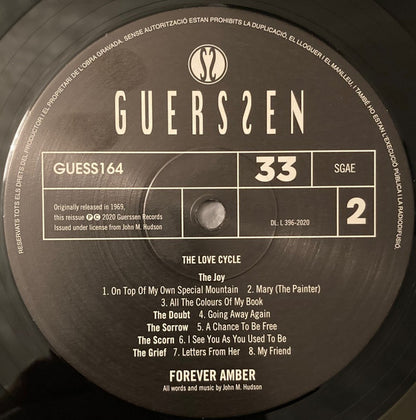 RESERVATS TOTS ELS DRETS DEL PRODUCTOR I EL PROPIETARI DE L'OBRA GRAVADA. SENSE AUTORITZACIÓ ESTAN PROHIBITS LA DUPLICACIÓ, EL LLOGUER I EL MANLLEU, I TAMBÉ NO ESTAN L'EXECUCIÓ PÚBLICA I LA RADIODIFUSIÓ.
GUERSSEN
GUESS164
33
SGAE
Originally released in 1969,
this reissue Ⓟ Ⓒ 2020 Guerssen Records
Issued under license from John M. Hudson
DL: L 396-2020
2
THE LOVE CYCLE
The Joy
1. On Top Of My Own Special Mountain 2. Mary (The Painter)
3. All The Colours Of My Book
The Doubt 4. Going Away Again
The Sorrow 5. A Chance To Be Free
The Scorn 6. I See You As You Used To Be
The Grief 7. Letters From Her 8. My Friend
FOREVER AMBER
All words and music by John M. Hudson